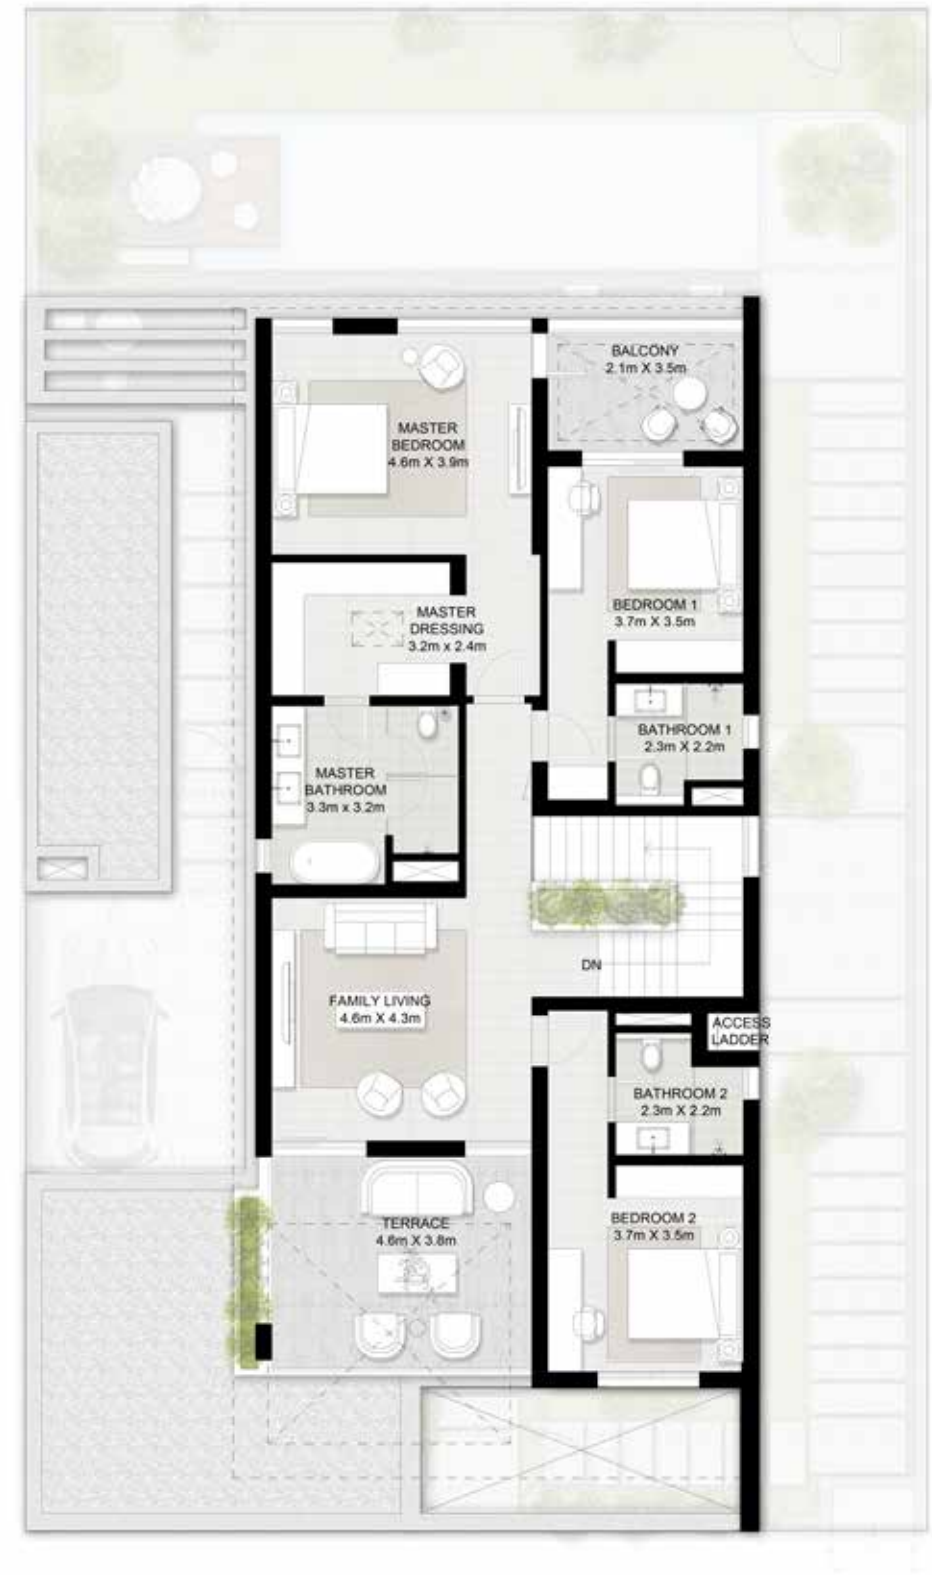 BALCONY
2.1m X 3.5m
MASTER
BEDROOM
4.6m X 3.9m
BEDROOM 1
3.7m X 3.5m
MASTER
DRESSING
3.2m x 2.4m
BATHROOM 1
2.3m X 2.2m
MASTER
BATHROOM
3.3m x 3.2m
DN
FAMILY LIVING
4.6m X 4.3m
ACCESS
LADDER
BATHROOM 2
2.3m X 2.2m
BEDROOM 2
3.7m X 3.5m
TERRACE
4.6m X 3.8m